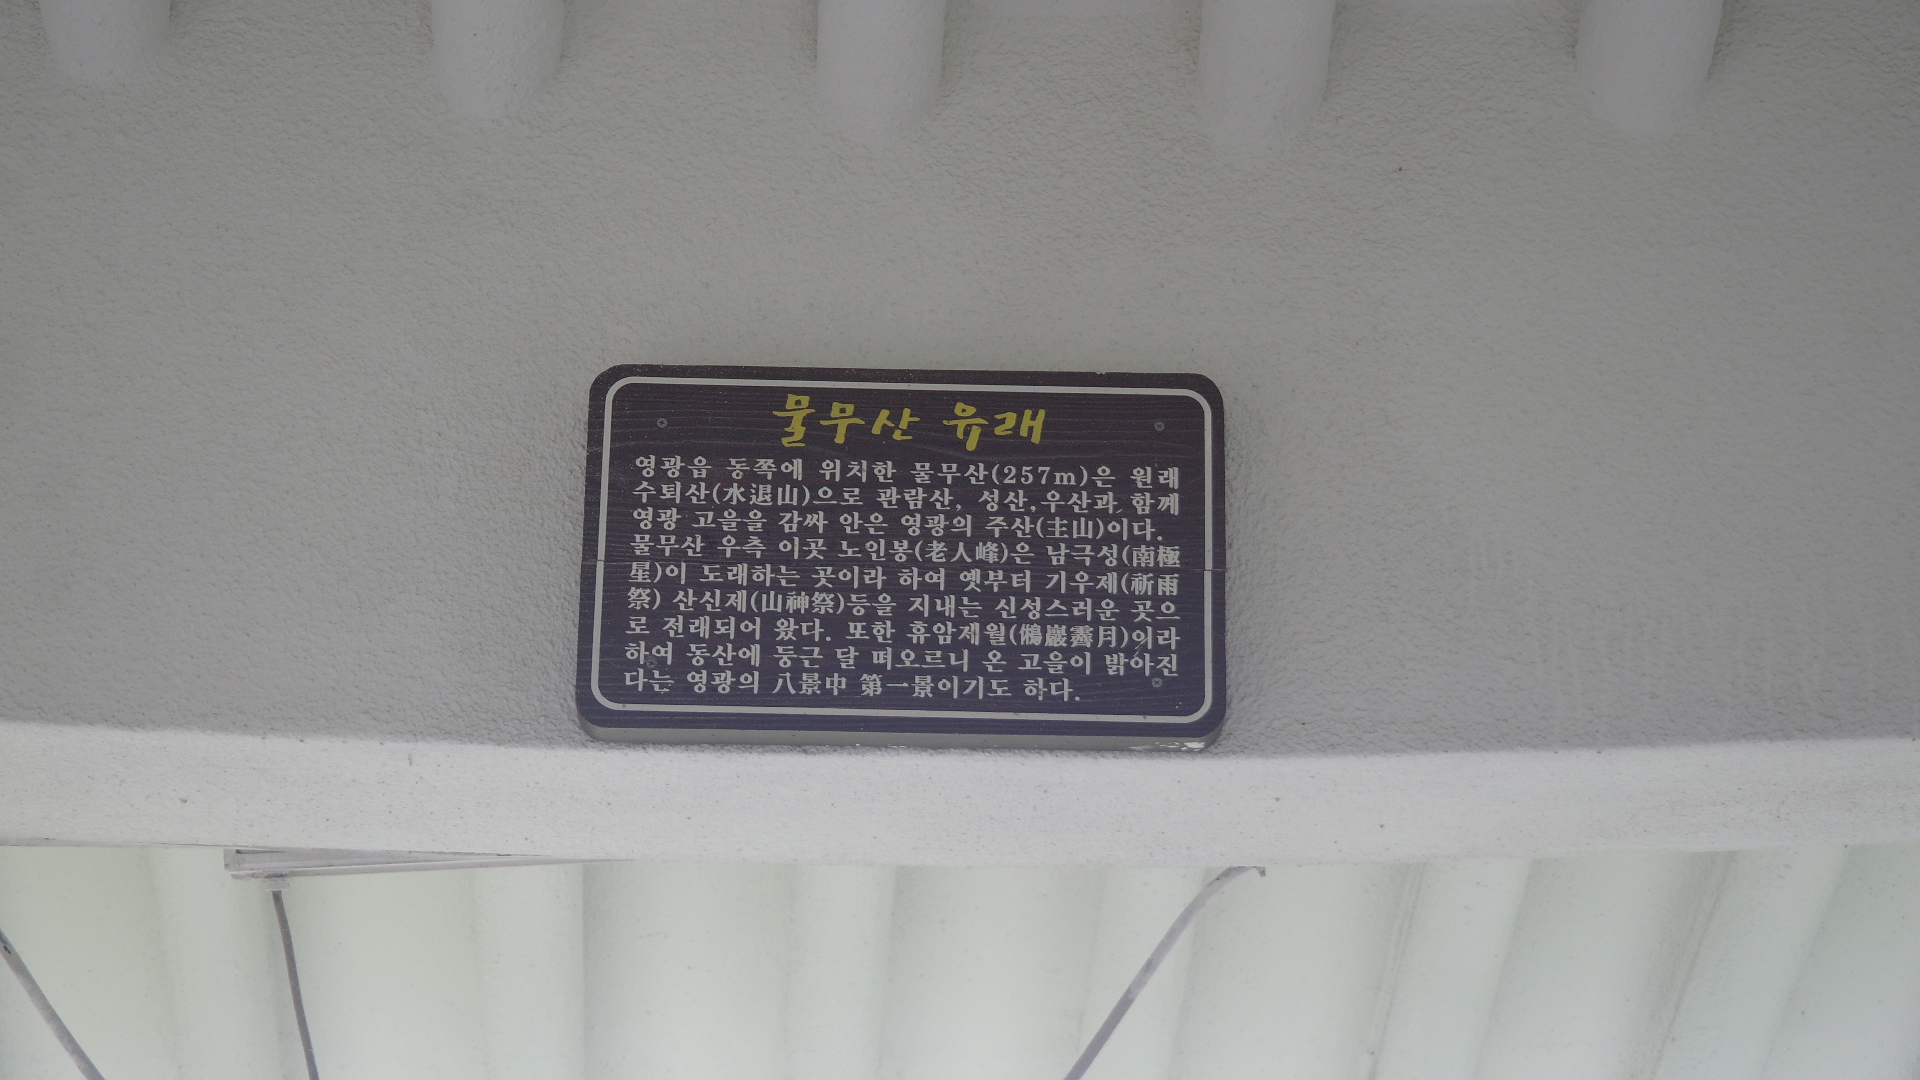 물무산 유래
영광읍 동쪽에 위치한 물무산(257m)은 원래
수퇴산(水退山)으로 관람산, 성산,우산과 함께
영광 고을을 감싸 안은 영광의 주산(主山)이다.
물무산 우측 이곳 노인봉(老人峰)은 남극성(南極
星)이 도래하는 곳이라 하여 옛부터 기우제(祈雨
祭) 산신제(山神祭)등을 지내는 신성스러운 곳으
로 전래되어 왔다. 또한 휴암제월(鵂巖霽月)이라
하여 동산에 둥근 달 떠오르니 온 고을이 밝아진
다는 영광의 八景中 第一景이기도 하다.